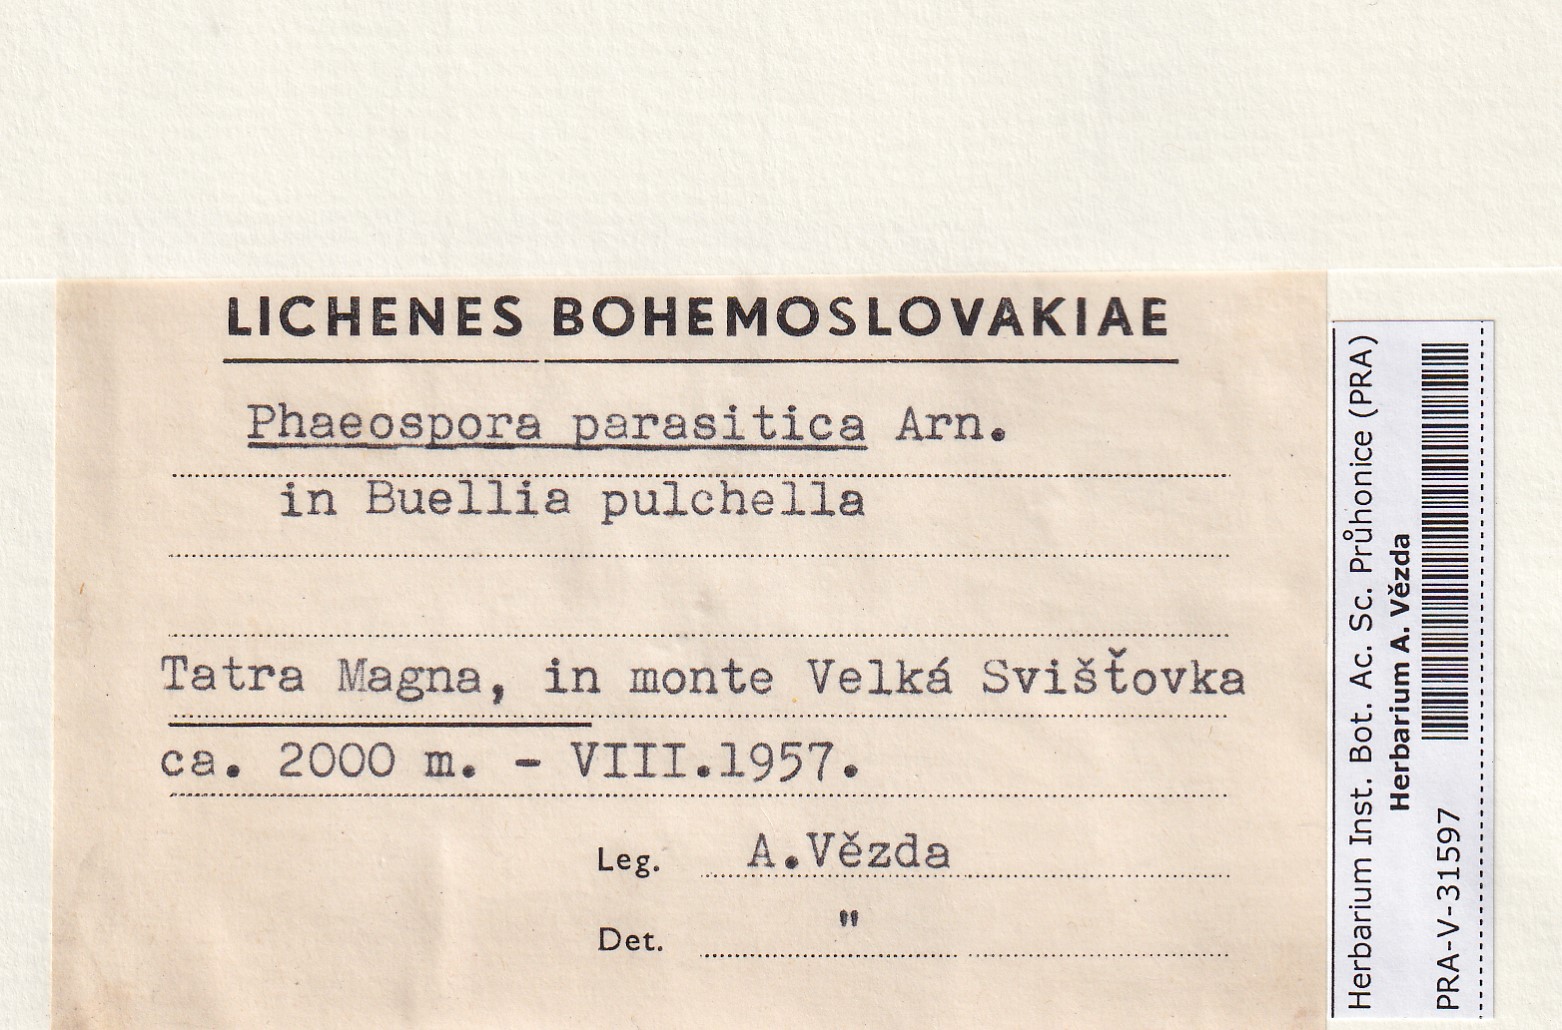 LICHENES BOHEMOSLOVAKIAE
Phaeospora parasitica Arn.
in Buellia pulchella
Tatra Magna, in monte Velká Svišťovka
ca. 2000 m. - VIII.1957.
Leg. A.Vězda
Det. "
Herbarium Inst. Bot. Ac. Sc. Průhonice (PRA)
Herbarium A. Vězda
PRA-V-31597